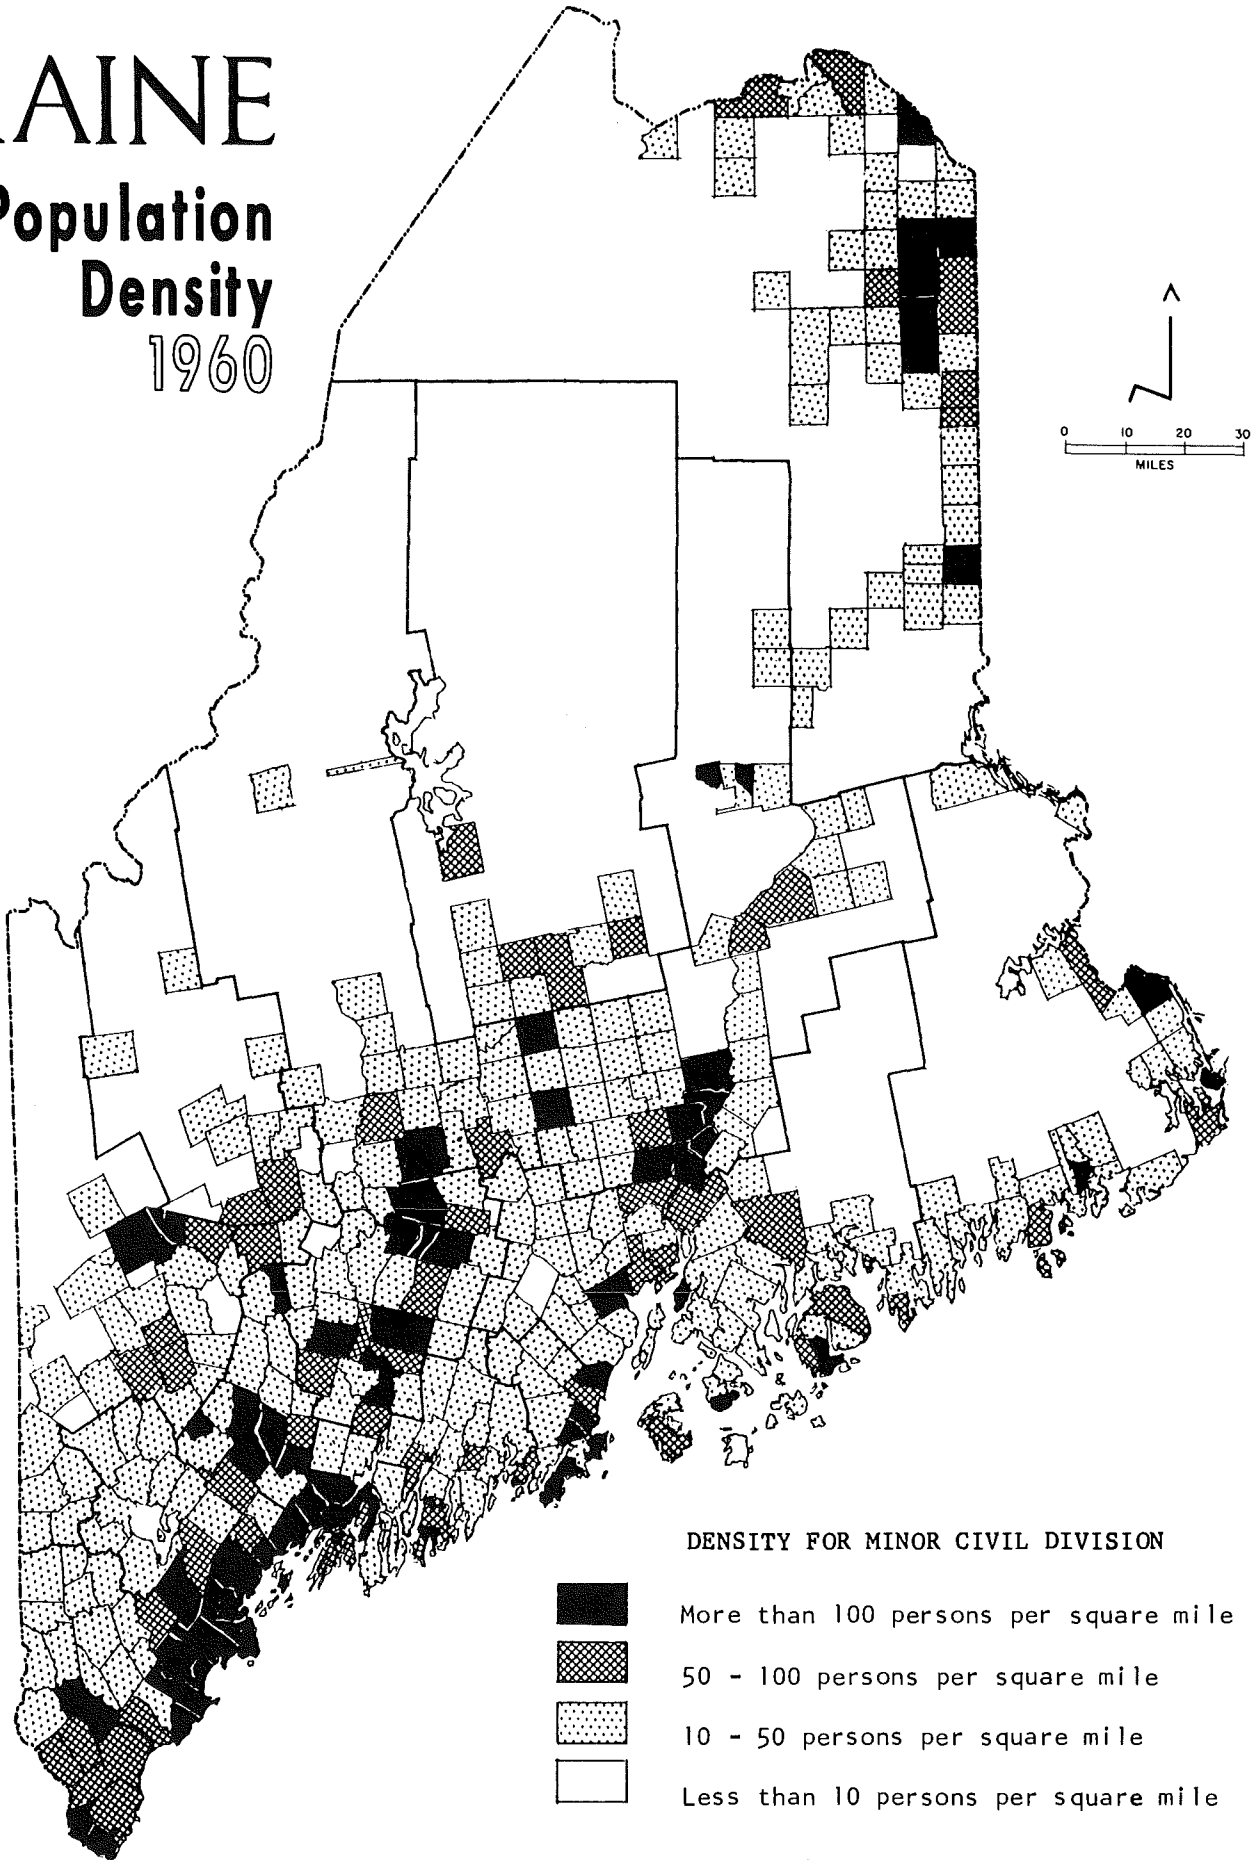 AINE
Population
Density
1960
0 10 20 30
MILES
DENSITY FOR MINOR CIVIL DIVISION
More than 100 persons per square mile
50 - 100 persons per square mile
10 - 50 persons per square mile
Less than 10 persons per square mile